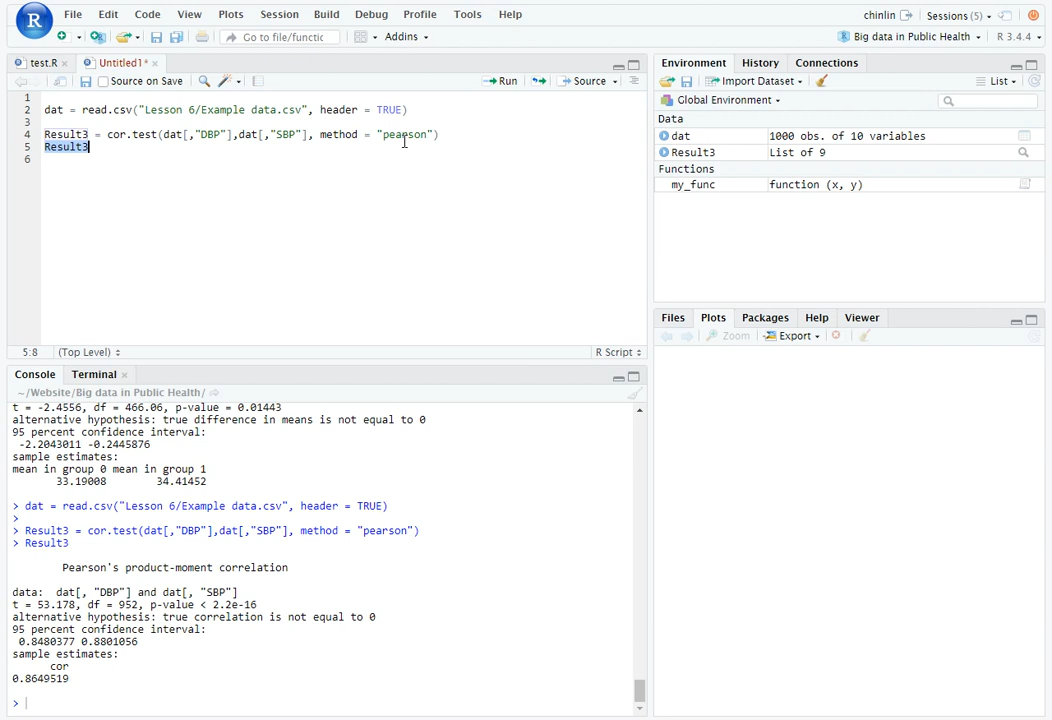 File Edit Code View Plots Session Build Debug Profile Tools Help
chinlin Sessions (5)
R
Go to file/functic Addins
Big data in Public Health R 3.4.4
test.R × Untitled1* ×
Source on Save Run Source
1
2 dat = read.csv("Lesson 6/Example data.csv", header = TRUE)
3
4 Result3 = cor.test(dat[,"DBP"],dat[,"SBP"], method = "pearson")
5 Result3
6
5:8 (Top Level) R Script
Console Terminal ×
~/Website/Big data in Public Health/
t = -2.4556, df = 466.06, p-value = 0.01443
alternative hypothesis: true difference in means is not equal to 0
95 percent confidence interval:
-2.2043011 -0.2445876
sample estimates:
mean in group 0 mean in group 1
33.19008 34.41452
> dat = read.csv("Lesson 6/Example data.csv", header = TRUE)
>
> Result3 = cor.test(dat[,"DBP"],dat[,"SBP"], method = "pearson")
> Result3
Pearson's product-moment correlation
data: dat[, "DBP"] and dat[, "SBP"]
t = 53.178, df = 952, p-value < 2.2e-16
alternative hypothesis: true correlation is not equal to 0
95 percent confidence interval:
0.8480377 0.8801056
sample estimates:
cor
0.8649519
>
Environment History Connections
Import Dataset List
Global Environment
Data
dat 1000 obs. of 10 variables
Result3 List of 9
Functions
my_func function (x, y)
Files Plots Packages Help Viewer
Zoom Export